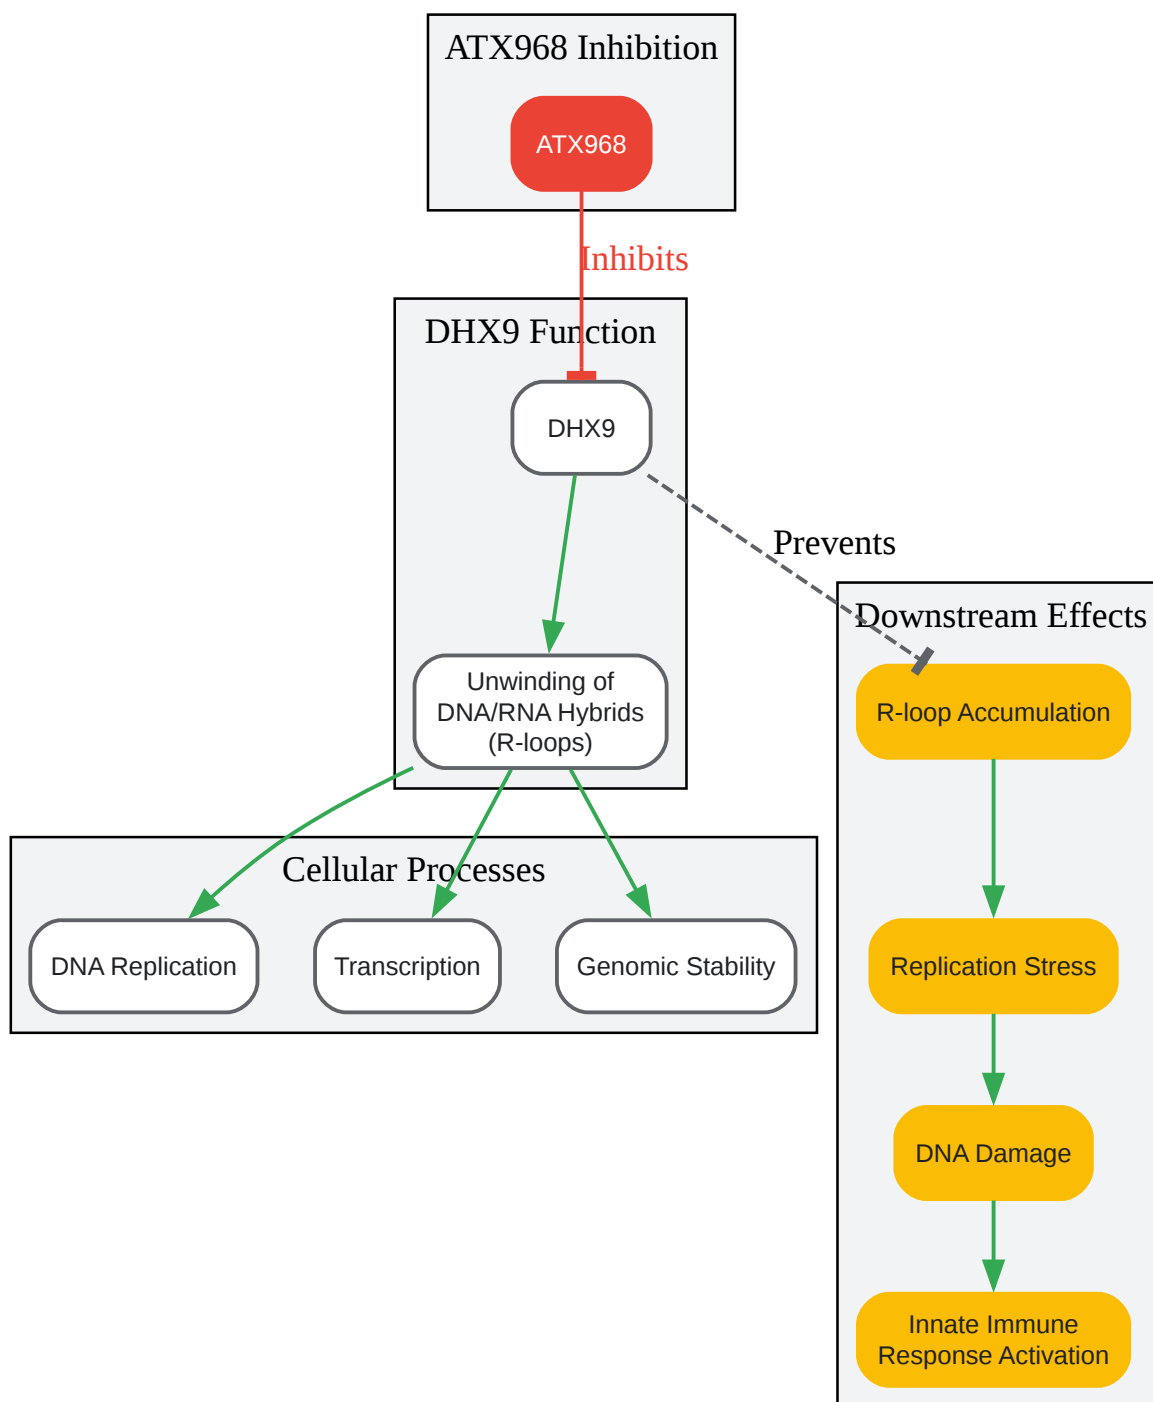 ATX968 Inhibition
ATX968
Inhibits
DHX9 Function
DHX9
Prevents
Downstream Effects
Unwinding of
DNA/RNA Hybrids
(R-loops)
R-loop Accumulation
Cellular Processes
DNA Replication
Transcription
Genomic Stability
Replication Stress
DNA Damage
Innate Immune
Response Activation